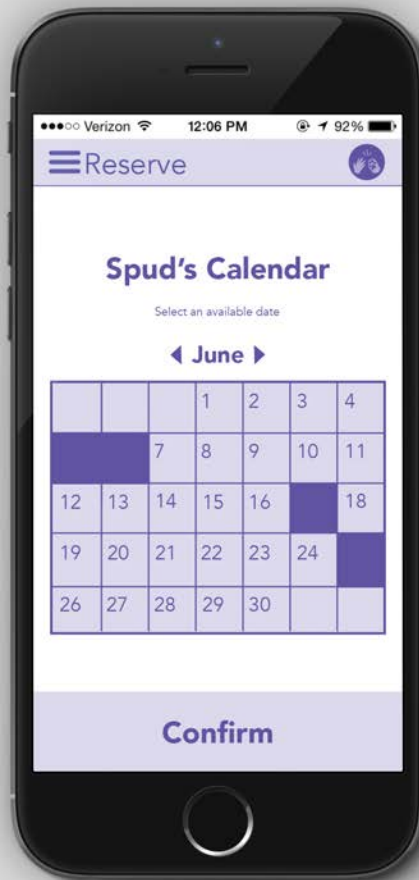 Verizon 12:06 PM 92%
Reserve
Spud's Calendar
Select an available date
June
1 2 3 4
7 8 9 10 11
12 13 14 15 16 18
19 20 21 22 23 24
26 27 28 29 30
Confirm